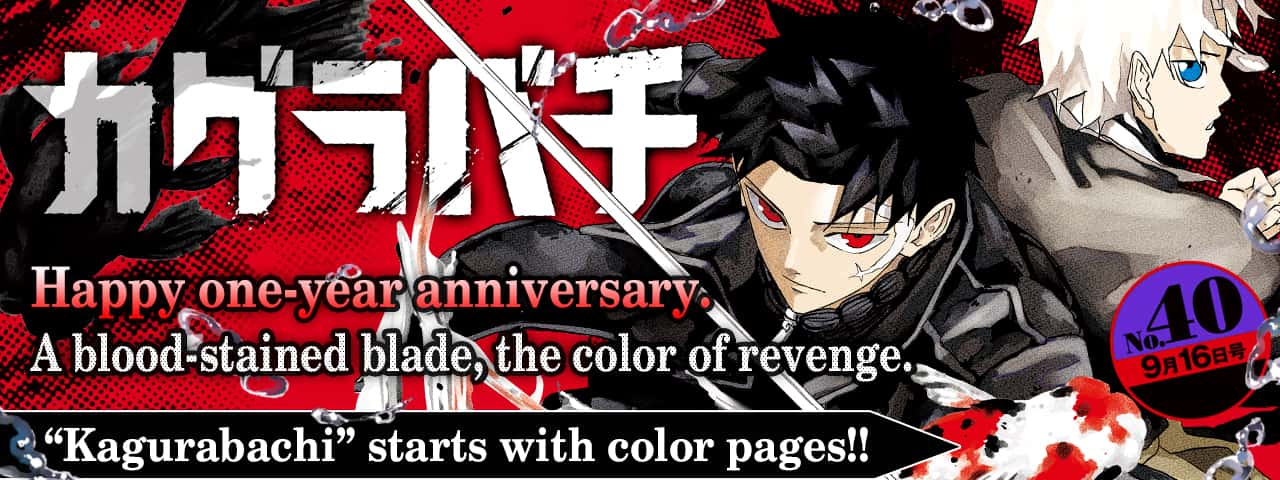 カグラバチ
Happy one-year anniversary.
A blood-stained blade, the color of revenge.
“Kagurabachi” starts with color pages!!
No.40
9月16日号